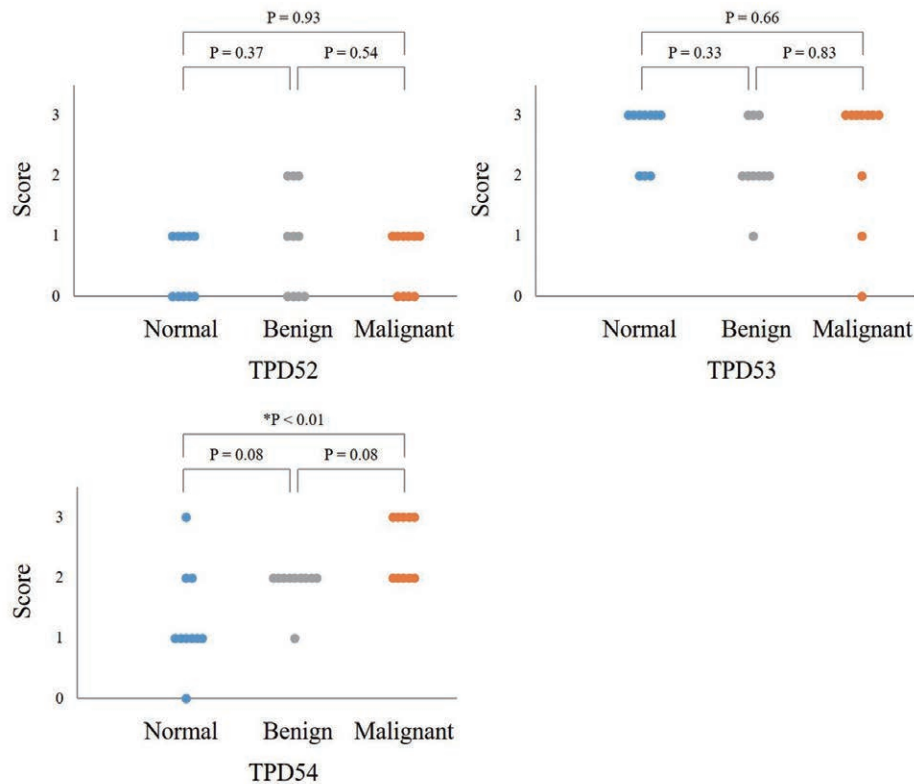 P = 0.93
P = 0.37 P = 0.54
Score
3
2
1
0
Normal Benign Malignant
TPD52
P = 0.66
P = 0.33 P = 0.83
Score
3
2
1
0
Normal Benign Malignant
TPD53
*P < 0.01
P = 0.08 P = 0.08
Score
3
2
1
0
Normal Benign Malignant
TPD54